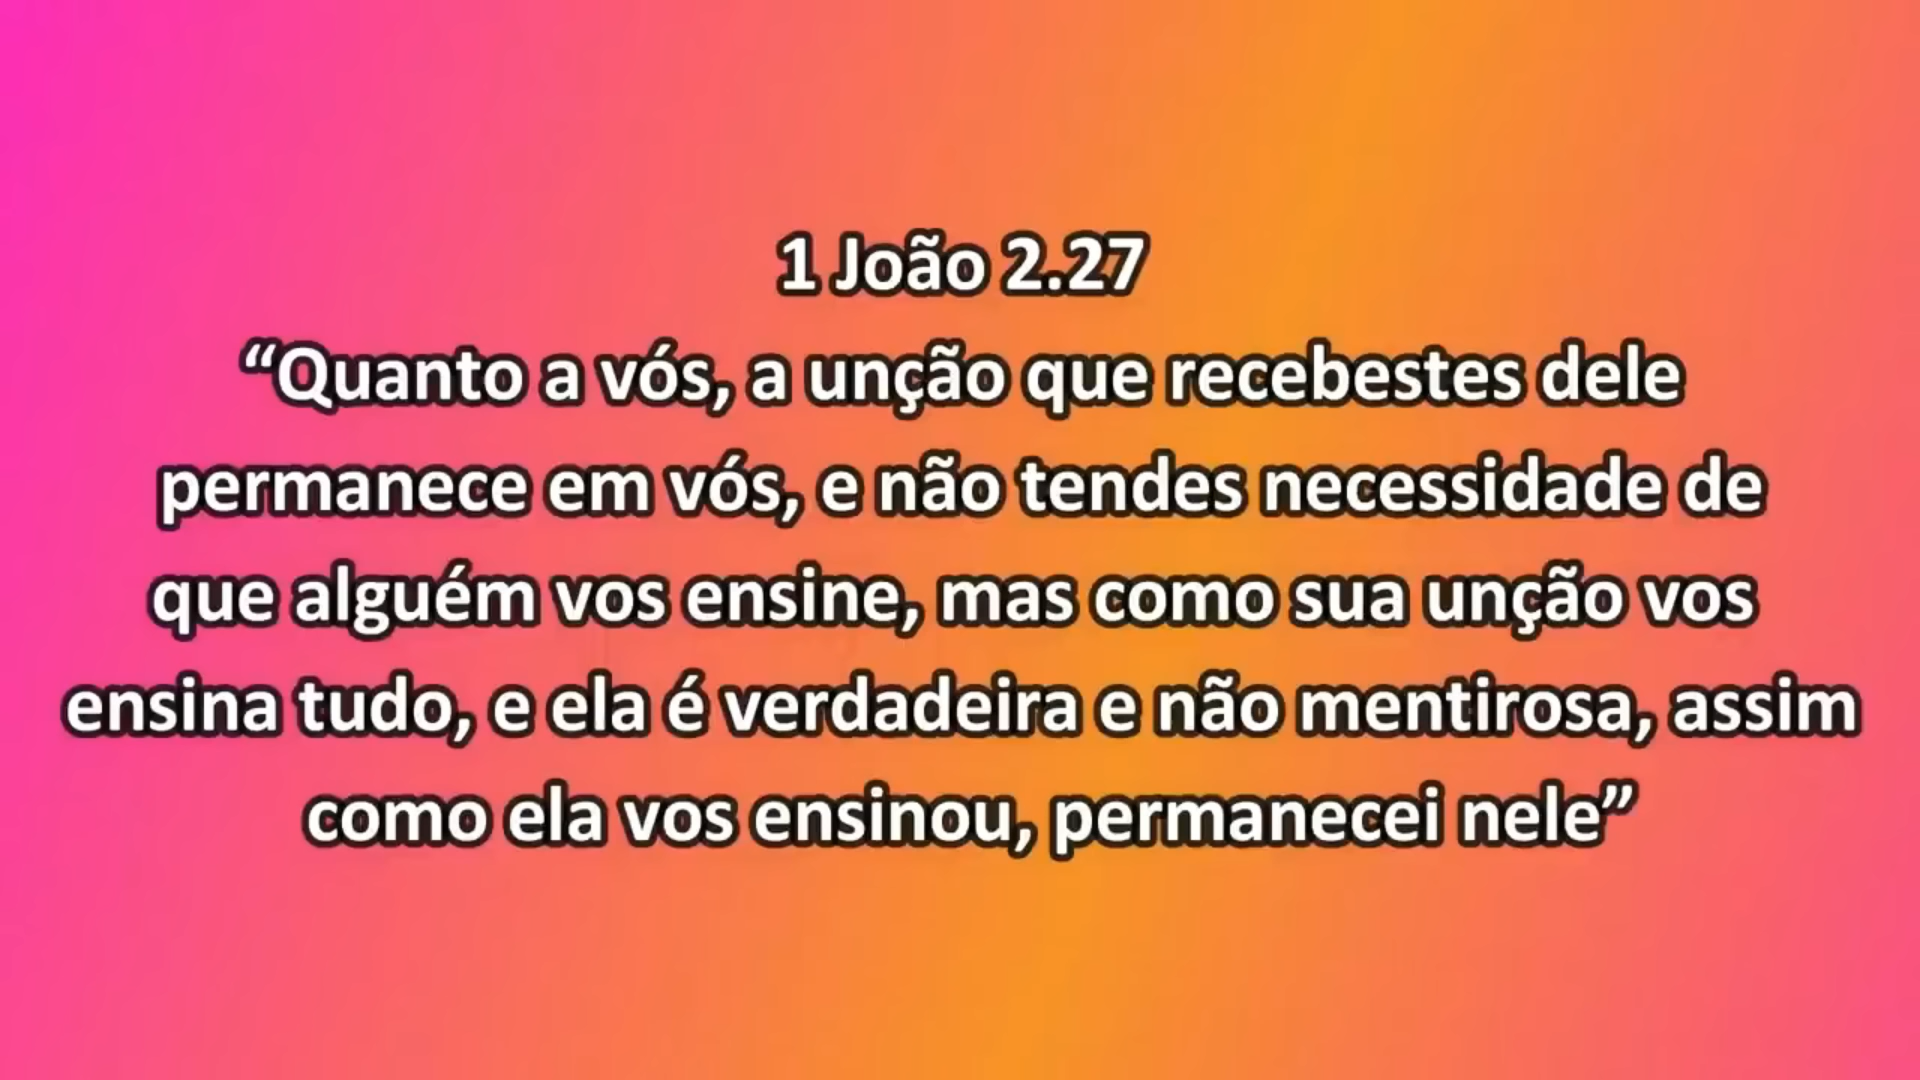 1 João 2.27
“Quanto a vós, a unção que recebestes dele
permanece em vós, e não tendes necessidade de
que alguém vos ensine, mas como sua unção vos
ensina tudo, e ela é verdadeira e não mentirosa, assim
como ela vos ensinou, permanecei nele”